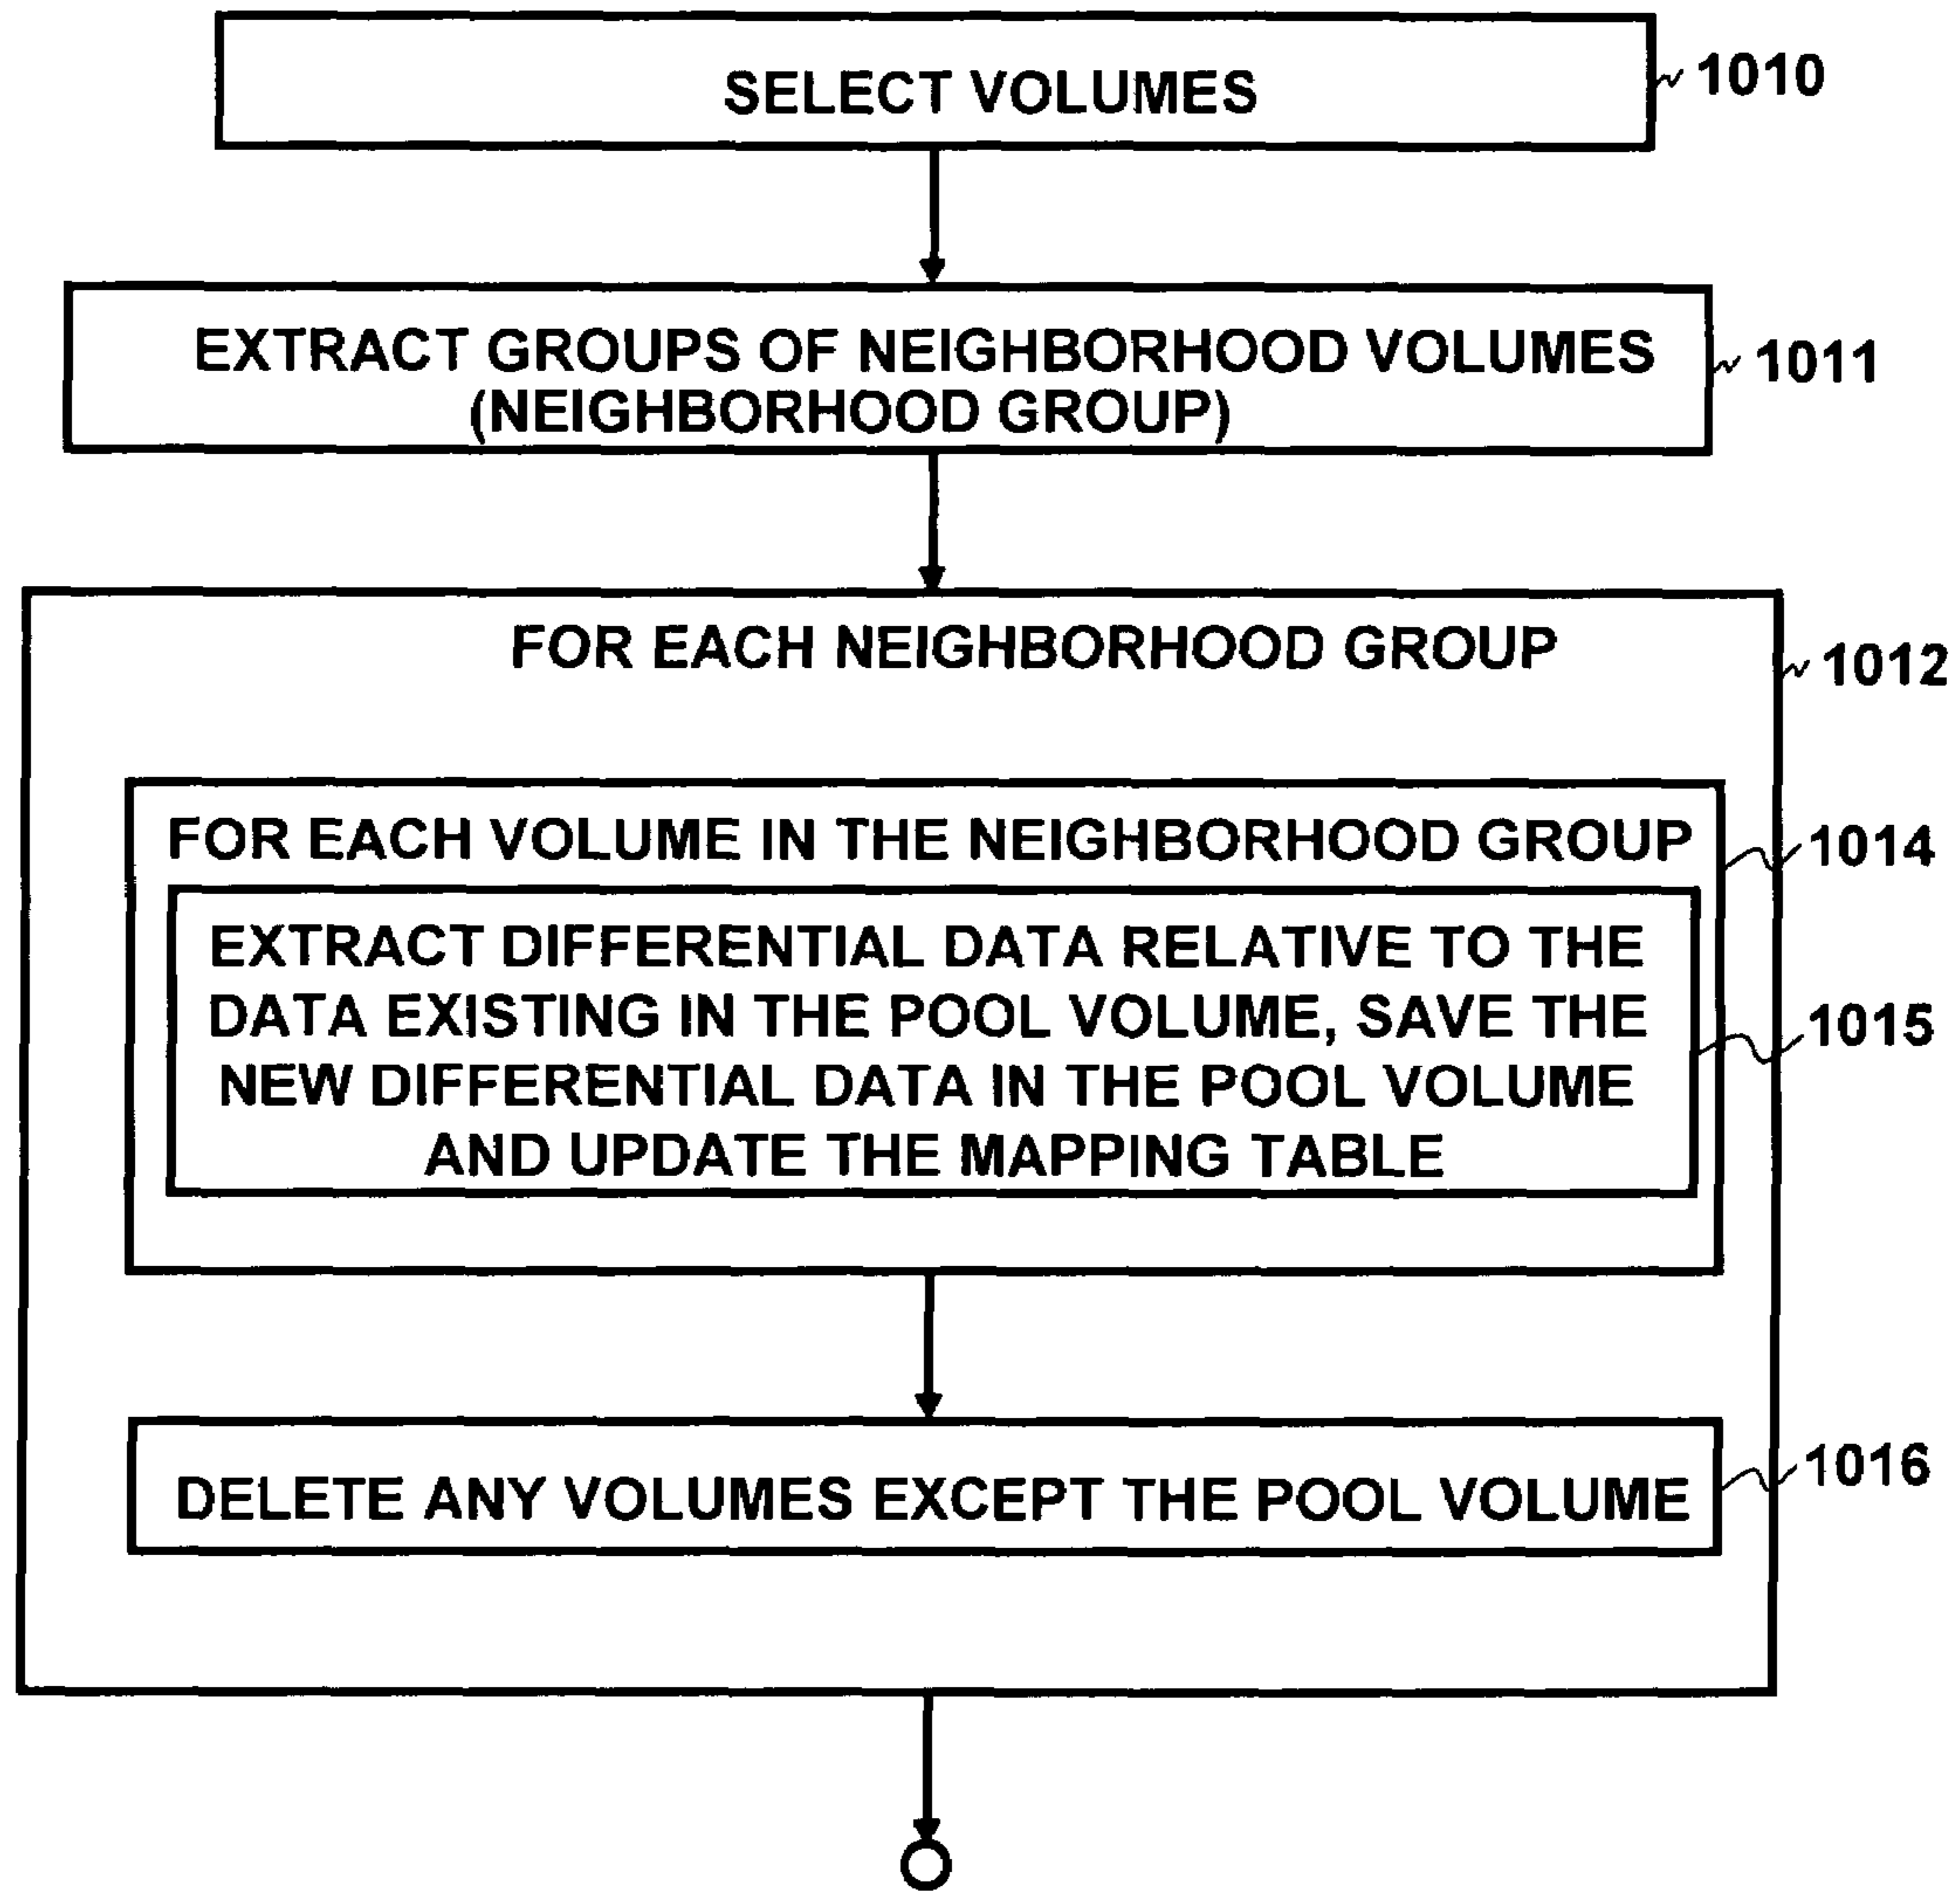 SELECT VOLUMES
1010
EXTRACT GROUPS OF NEIGHBORHOOD VOLUMES
(NEIGHBORHOOD GROUP)
1011
FOR EACH NEIGHBORHOOD GROUP
1012
FOR EACH VOLUME IN THE NEIGHBORHOOD GROUP
1014
EXTRACT DIFFERENTIAL DATA RELATIVE TO THE
DATA EXISTING IN THE POOL VOLUME, SAVE THE
NEW DIFFERENTIAL DATA IN THE POOL VOLUME
AND UPDATE THE MAPPING TABLE
1015
DELETE ANY VOLUMES EXCEPT THE POOL VOLUME
1016